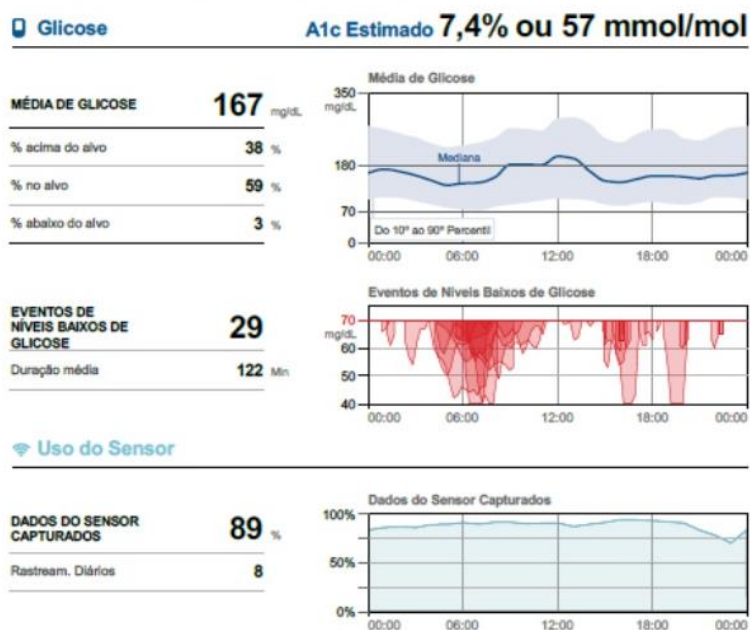 Glicose
A1c Estimado 7,4% ou 57 mmol/mol
MÉDIA DE GLICOSE 167 mg/dL
% acima do alvo 38 %
% no alvo 59 %
% abaixo do alvo 3 %
Média de Glicose
350
mg/dL
180
70
0
Mediana
Do 10º ao 90º Percentil
00:00 06:00 12:00 18:00 00:00
EVENTOS DE
NÍVEIS BAIXOS DE
GLICOSE
29
Duração média 122 Min
Eventos de Níveis Baixos de Glicose
70
mg/dL
60
50
40
00:00 06:00 12:00 18:00 00:00
Uso do Sensor
DADOS DO SENSOR
CAPTURADOS
89 %
Rastream. Diários 8
Dados do Sensor Capturados
100%
50%
0%
00:00 06:00 12:00 18:00 00:00